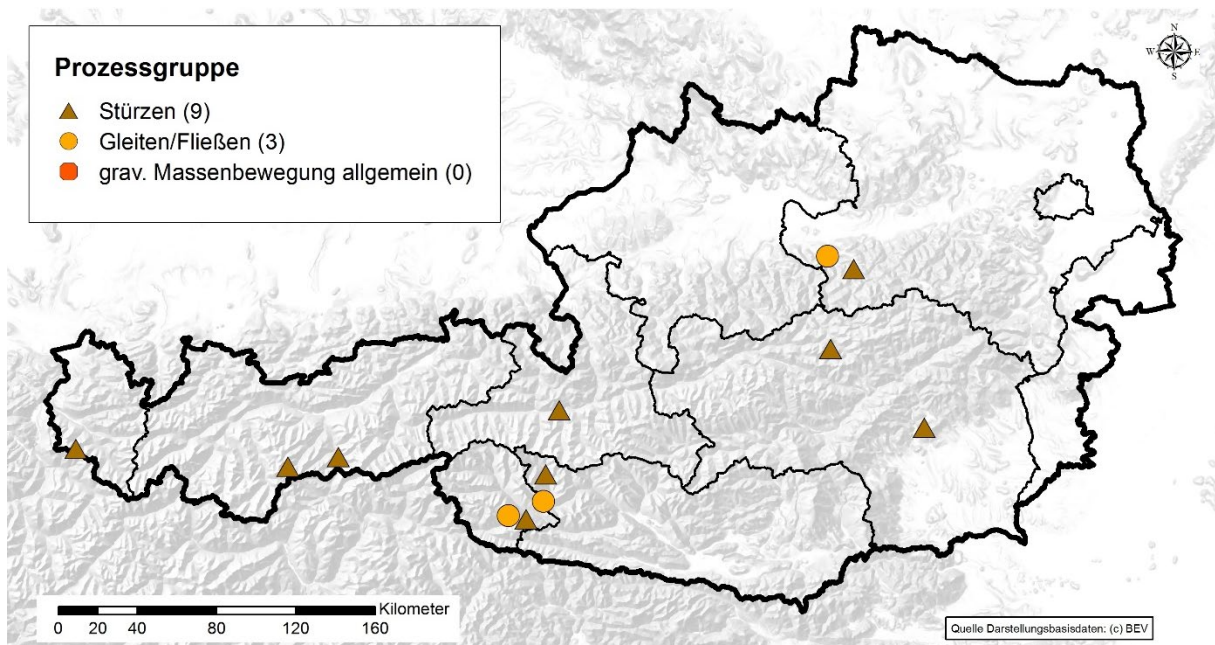 Prozessgruppe
Stürzen (9)
Gleiten/Fließen (3)
grav. Massenbewegung allgemein (0)
N
W E
S
Kilometer
0 20 40 80 120 160
Quelle Darstellungsbasisdaten: (c) BEV